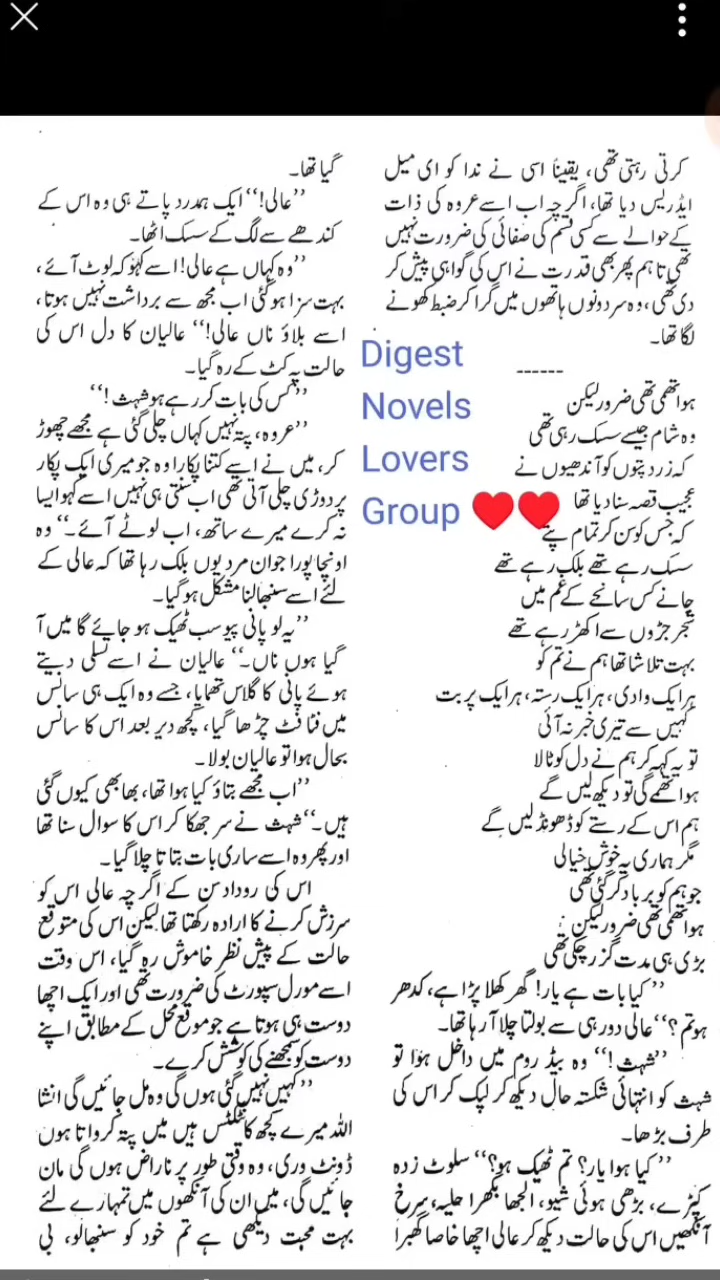 کرتی رہتی تھی، یقیناً اسی نے ندا کو ای میل
ایڈریس دیا تھا، اگرچہ اب اسے عروہ کی ذات
کے حوالے سے کسی قسم کی صفائی کی ضرورت نہیں
تھی تاہم پھر بھی قدرت نے اس کی گواہی پیش کر
دی تھی، وہ سر دونوں ہاتھوں میں گرا کر ضبط کھونے
لگا تھا۔
------
ہوا تھمی تھی ضرور لیکن
وہ شام جیسے سسک رہی تھی
کہ زرد پتوں کو آندھیوں نے
عجیب قصہ سنا دیا تھا
کہ جس کو سن کر تمام پتے
سسک رہے تھے بلک رہے تھے
جانے کس سانحے کے غم میں
شجر جڑوں سے اکھڑ رہے تھے
بہت تلاشا تھا ہم نے تم کو
ہر ایک وادی، ہر ایک رستہ، ہر ایک پربت
کہیں سے تیری خبر نہ آئی
تو یہ کہہ کر ہم نے دل کو ٹالا
ہوا تھمے گی تو دیکھ لیں گے
ہم اس کے رستے کو ڈھونڈ لیں گے
مگر ہماری یہ خوش خیالی
جو ہم کو برباد کر گئی تھی
ہوا تھمی تھی ضرور لیکن
بڑی ہی مدت گزر چکی تھی
”کیا بات ہے یار! گھر کھلا پڑا ہے، کدھر
ہو تم؟“ عالی دور ہی سے بولتا چلا آ رہا تھا۔
”شہٹ!“ وہ بیڈ روم میں داخل ہوا تو
شہٹ کو انتہائی شکستہ حال دیکھ کر لپک کر اس کی
طرف بڑھا۔
”کیا ہوا یار؟ تم ٹھیک ہو؟“ سلوٹ زدہ
کپڑے، بڑھی ہوئی شیو، الجھا بکھرا حلیہ، سرخ
آنکھیں اس کی حالت دیکھ کر عالی اچھا خاصا گھبرا
گیا تھا۔
”عالی!“ ایک ہمدرد پاتے ہی وہ اس کے
کندھے سے لگ کے سسک اٹھا۔
”وہ کہاں ہے عالی! اسے کہو کہ لوٹ آئے،
بہت سزا ہو گئی اب مجھ سے برداشت نہیں ہوتا،
اسے بلاؤ ناں عالی!“ عالیان کا دل اس کی
حالت پہ کٹ کے رہ گیا۔
”کس کی بات کر رہے ہو شہٹ!“
”عروہ، پتہ نہیں کہاں چلی گئی ہے مجھے چھوڑ
کر، میں نے اسے کتنا پکارا وہ جو میری ایک پکار
پر دوڑی چلی آتی تھی اب سنتی ہی نہیں اسے کہو ایسا
نہ کرے میرے ساتھ، اب لوٹ آئے۔“ وہ
اونچا پورا جوان مرد یوں بلک رہا تھا کہ عالی کے
لئے اسے سنبھالنا مشکل ہو گیا۔
”یہ لو پانی پیو سب ٹھیک ہو جائے گا میں آ
گیا ہوں ناں۔“ عالیان نے اسے تسلی دیتے
ہوئے پانی کا گلاس تھمایا، جسے وہ ایک ہی سانس
میں فٹا فٹ چڑھا گیا، کچھ دیر بعد اس کا سانس
بحال ہوا تو عالیان بولا۔
”اب مجھے بتاؤ کیا ہوا تھا، بھابھی کیوں گئی
ہیں۔“ شہٹ نے سر جھکا کر اس کا سوال سنا تھا
اور پھر وہ اسے ساری بات بتاتا چلا گیا۔
اس کی روداد سن کے اگرچہ عالی اس کو
سرزش کرنے کا ارادہ رکھتا تھا لیکن اس کی متوقع
حالت کے پیش نظر خاموش رہ گیا، اس وقت
اسے مورل سپورٹ کی ضرورت تھی اور ایک اچھا
دوست ہی ہوتا ہے جو موقع محل کے مطابق اپنے
دوست کو سمجھنے کی کوشش کرے۔
”کہیں نہیں گئی ہوں گی وہ مل جائیں گی انشا
اللہ میرے کچھ کانٹکٹس ہیں میں پتہ کرواتا ہوں
ڈونٹ وری، وہ وقتی طور پر ناراض ہوں گی مان
جائیں گی، میں ان کی آنکھوں میں تمہارے لئے
بہت محبت دیکھی ہے تم خود کو سنبھالو، بی
Digest
Novels
Lovers
Group ❤️❤️